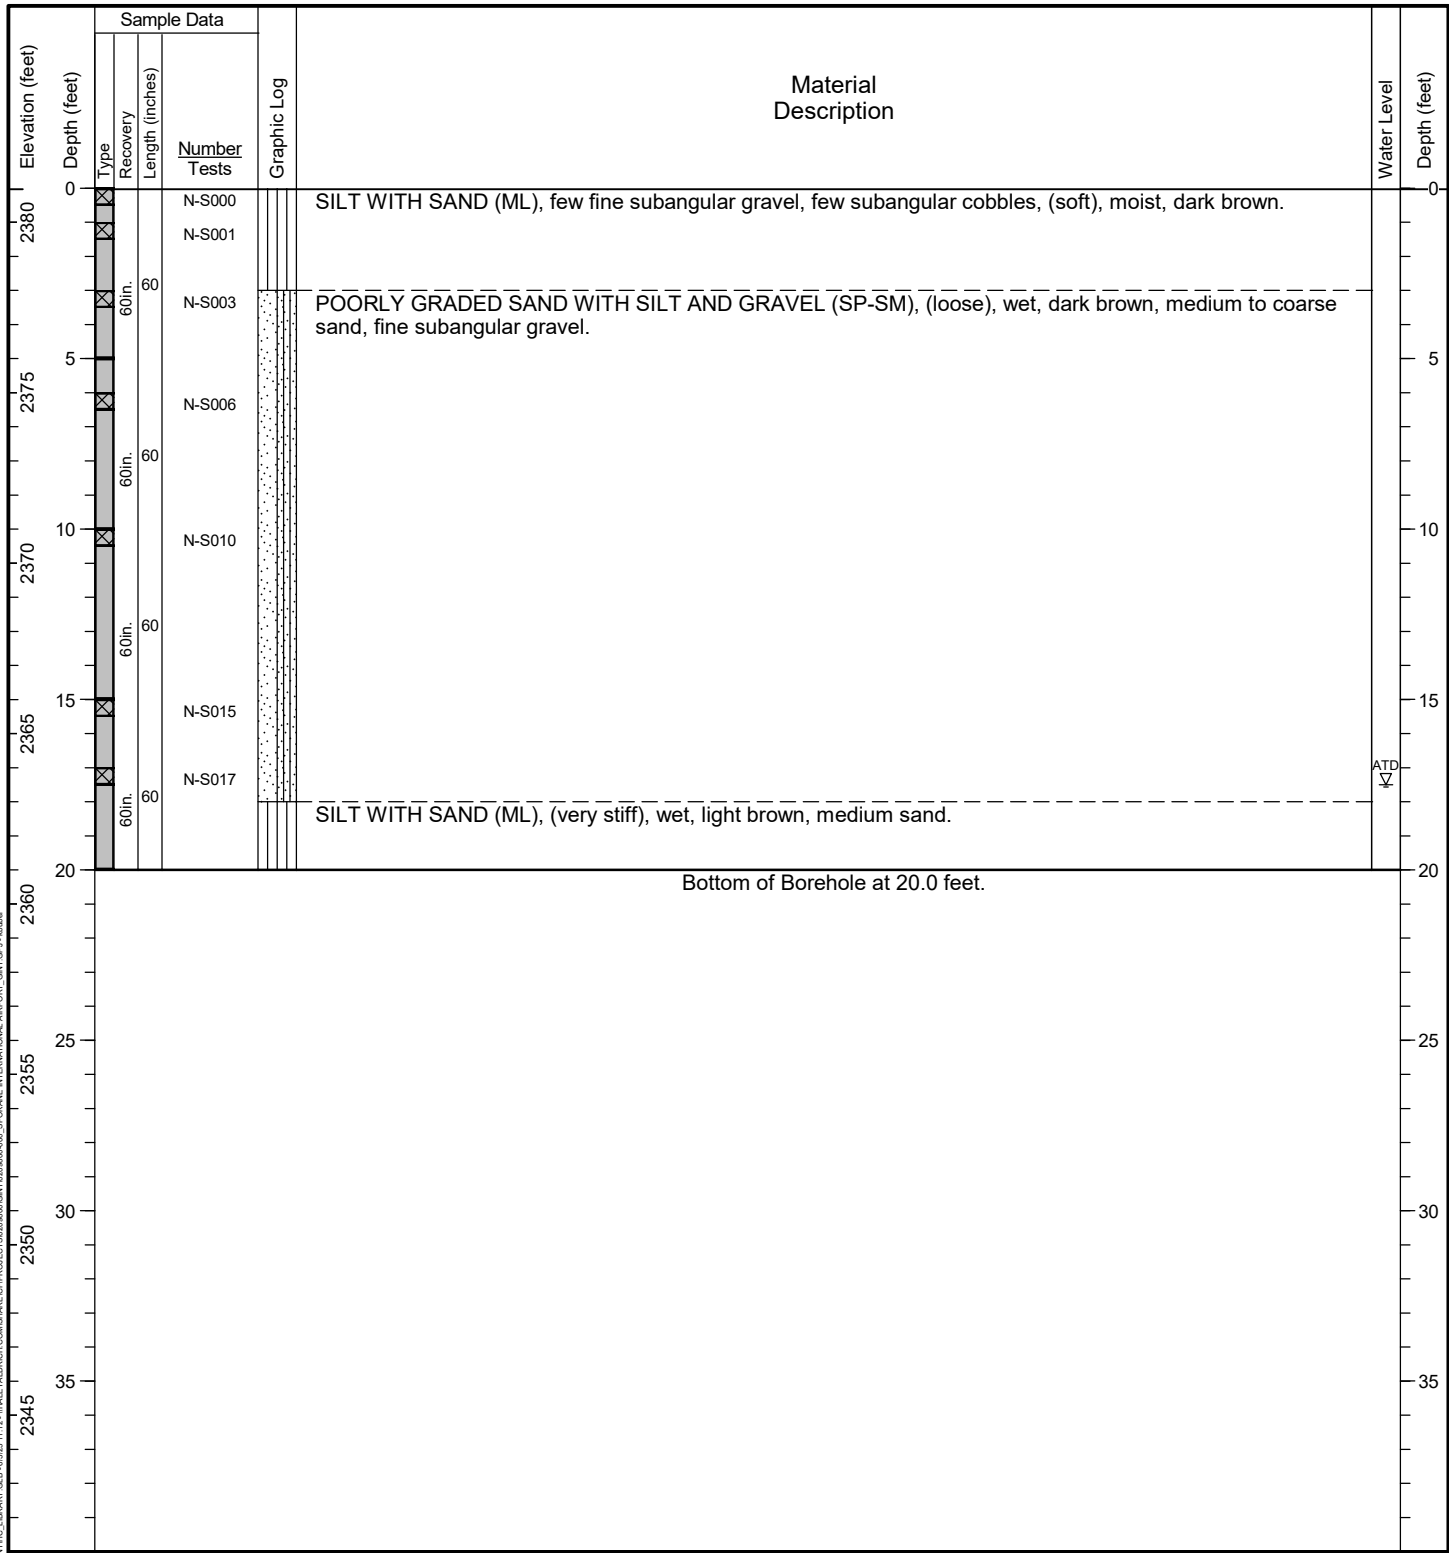 Sample Data
Elevation (feet)
Depth (feet)
Type
Recovery
Length (inches)
Number
Tests
Graphic Log
Material
Description
Water Level
Depth (feet)
0
N-S000
SILT WITH SAND (ML), few fine subangular gravel, few subangular cobbles, (soft), moist, dark brown.
0
2380
N-S001
60in.
60
N-S003
POORLY GRADED SAND WITH SILT AND GRAVEL (SP-SM), (loose), wet, dark brown, medium to coarse
sand, fine subangular gravel.
5
5
2375
N-S006
60in.
60
10
N-S010
10
2370
60in.
60
15
N-S015
15
2365
N-S017
ATD
60in.
60
SILT WITH SAND (ML), (very stiff), wet, light brown, medium sand.
20
20
Bottom of Borehole at 20.0 feet.
2360
25
25
2355
30
30
2350
35
35
2345